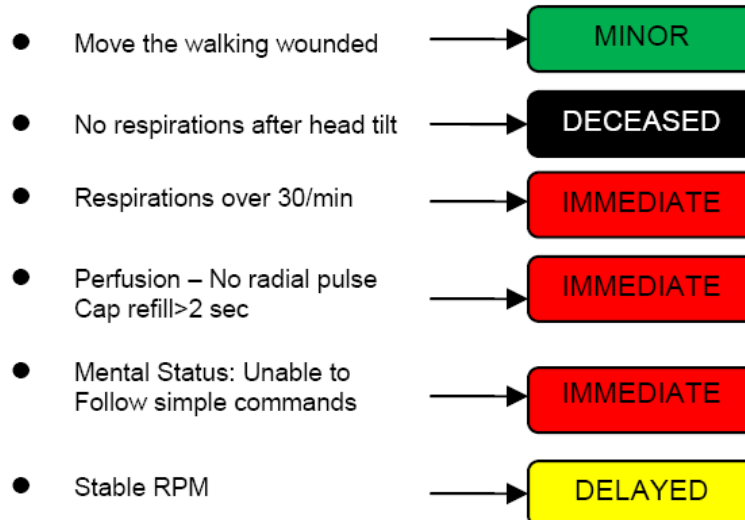 Move the walking wounded
MINOR
No respirations after head tilt
DECEASED
Respirations over 30/min
IMMEDIATE
Perfusion – No radial pulse
Cap refill>2 sec
IMMEDIATE
Mental Status: Unable to
Follow simple commands
IMMEDIATE
Stable RPM
DELAYED